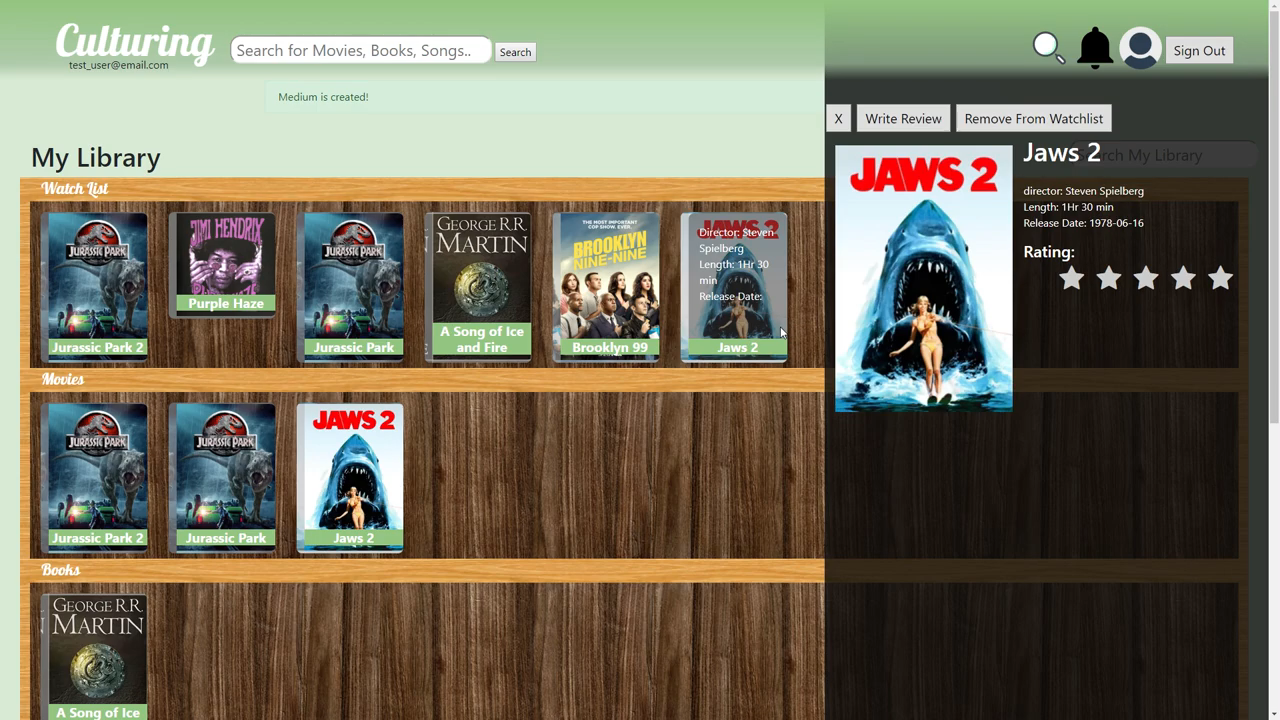 Culturing
test_user@email.com
Search for Movies, Books, Songs..
Search
Sign Out
Medium is created!
X
Write Review
Remove From Watchlist
My Library
Search My Library
Watch List
JURASSIC PARK
Jurassic Park 2
JIMI HENDRIX
Purple Haze
JURASSIC PARK
Jurassic Park
GEORGE R.R.
MARTIN
A Song of Ice
and Fire
THE MOST IMPORTANT
COP SHOW. EVER.
BROOKLYN
NINE-NINE
Brooklyn 99
JAWS 2
Director: Steven
Spielberg
Length: 1Hr 30
min
Release Date:
Jaws 2
JAWS 2
Jaws 2
director: Steven Spielberg
Length: 1Hr 30 min
Release Date: 1978-06-16
Rating:
Movies
JURASSIC PARK
Jurassic Park 2
JURASSIC PARK
Jurassic Park
JAWS 2
Jaws 2
Books
GEORGE R.R.
MARTIN
A Song of Ice